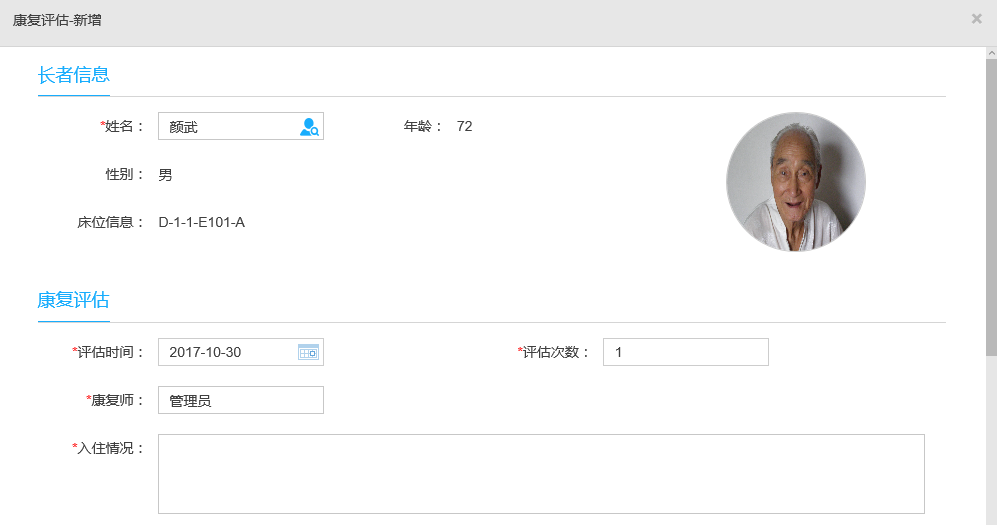 康复评估-新增
长者信息
*姓名： 颜武 年龄： 72
性别： 男
床位信息： D-1-1-E101-A
康复评估
*评估时间： 2017-10-30 *评估次数： 1
*康复师： 管理员
*入住情况：